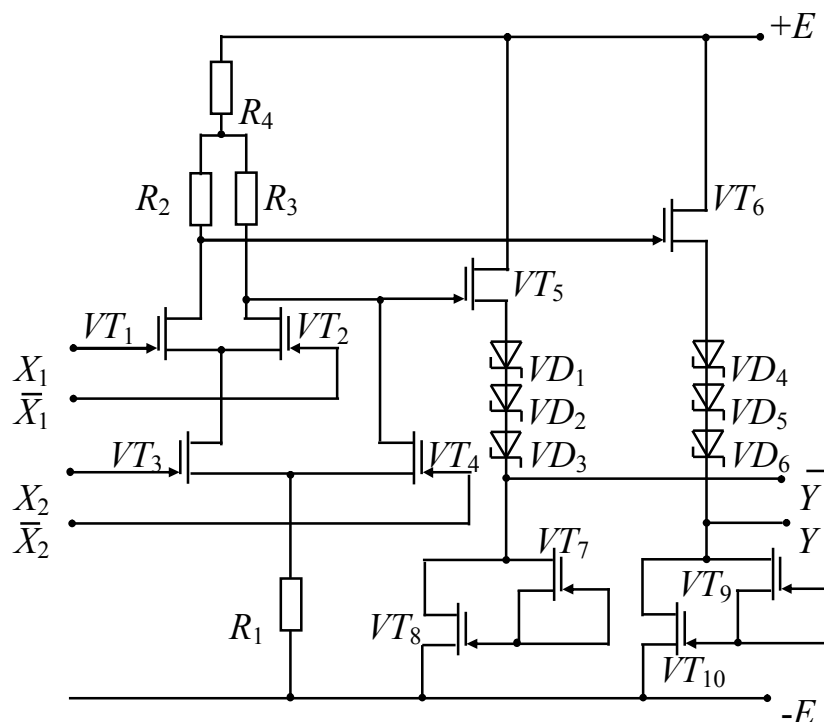 +E
R4
R2
R3
VT6
VT5
VT1
VT2
X1
X̅1
VD1
VD4
VD2
VD5
VT3
VT4
VD3
VD6
Y̅
X2
X̅2
Y
VT7
VT9
R1
VT8
VT10
-E